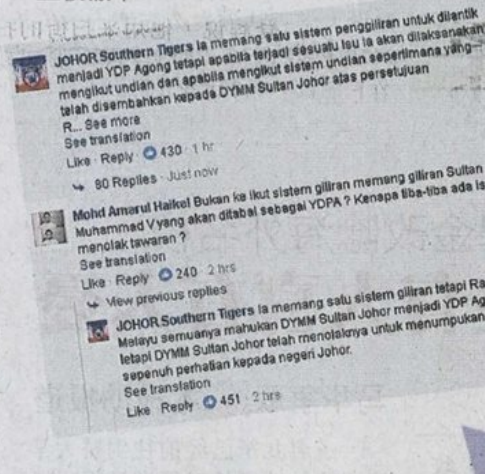 JOHOR Southern Tigers Ia memang satu sistem penggiliran untuk dilantik
menjadi YDP Agong tetapi apabila terjadi sesuatu isu ia akan dilaksanakan
mengikut undian dan apabila mengikut sistem undian sepertimana yang
telah disembahkan kepada DYMM Sultan Johor atas persetujuan
R... See more
See translation
Like · Reply · 430 · 1 hr
80 Replies · Just now
Mohd Amarul Haikel Bukan ke ikut sistem giliran memang giliran Sultan
Muhammad V yang akan ditabal sebagai YDPA ? Kenapa tiba-tiba ada
menolak tawaran ?
See translation
Like · Reply · 240 · 2 hrs
View previous replies
JOHOR Southern Tigers Ia memang satu sistem giliran tetapi
Melayu semuanya mahukan DYMM Sultan Johor menjadi YDP
tetapi DYMM Sultan Johor telah menolaknya untuk menumpukan
sepenuh perhatian kepada negeri Johor.
See translation
Like · Reply · 451 · 2 hrs